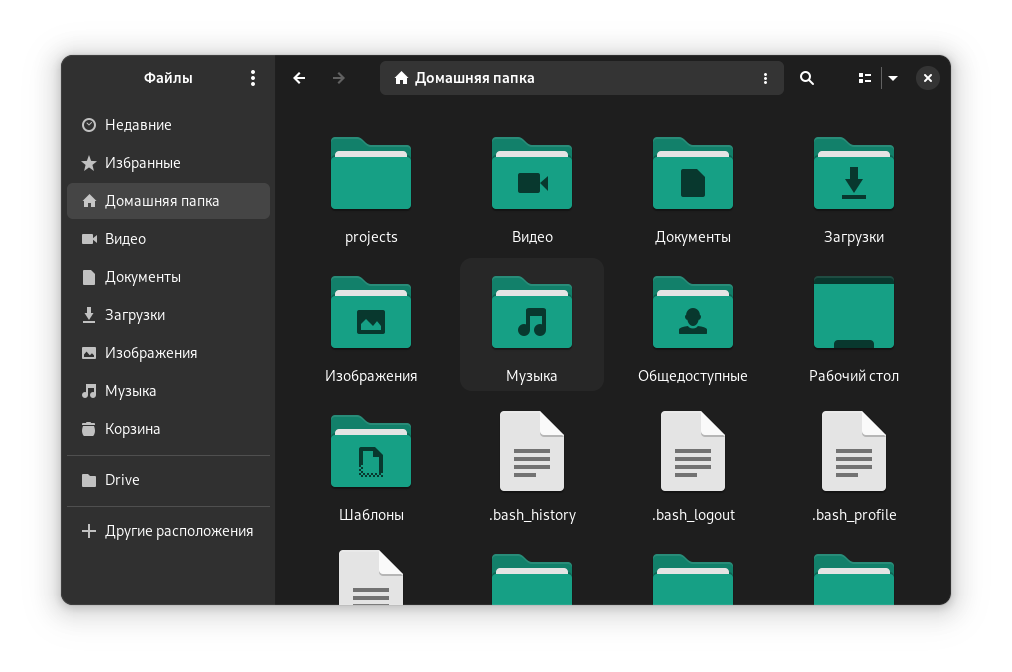 Файлы
Домашняя папка
Недавние
Избранные
Домашняя папка
Видео
Документы
Загрузки
Изображения
Музыка
Корзина
Drive
Другие расположения
projects
Видео
Документы
Загрузки
Изображения
Музыка
Общедоступные
Рабочий стол
Шаблоны
.bash_history
.bash_logout
.bash_profile